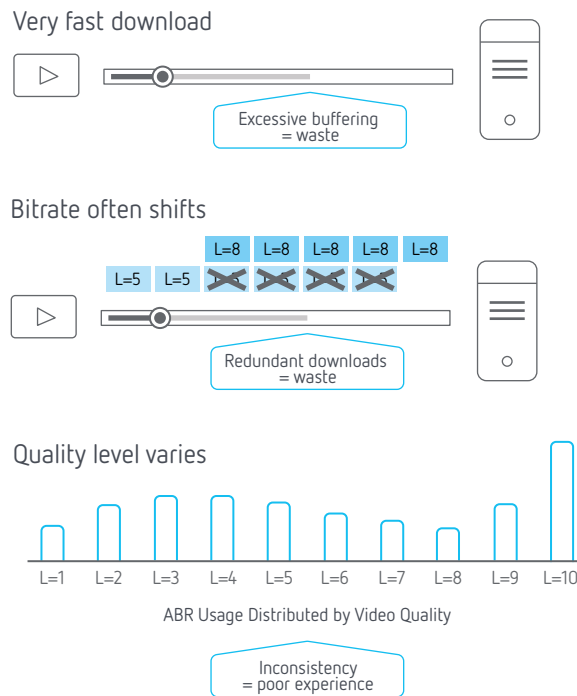 Very fast download
Excessive buffering
= waste
Bitrate often shifts
L=8 L=8 L=8 L=8 L=8
L=5 L=5
Redundant downloads
= waste
Quality level varies
L=1 L=2 L=3 L=4 L=5 L=6 L=7 L=8 L=9 L=10
ABR Usage Distributed by Video Quality
Inconsistency
= poor experience